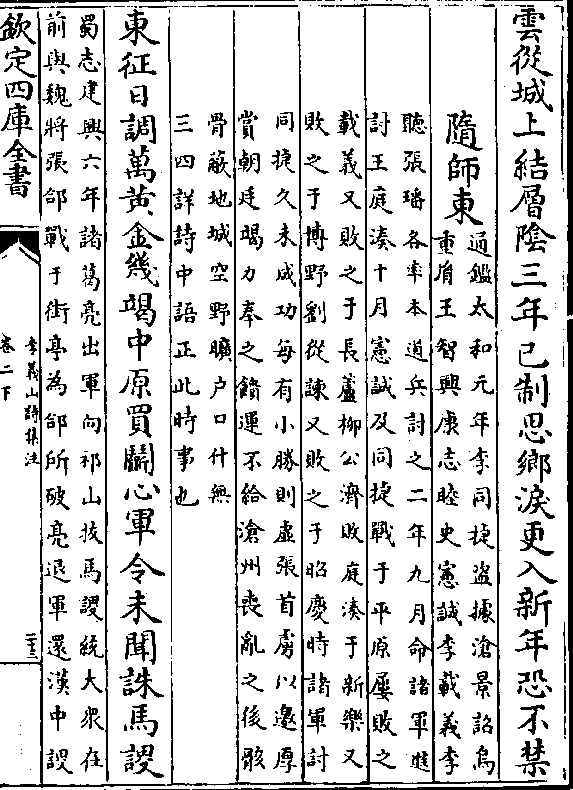 雲從城上結層陰三年已制思鄉淚更入新年恐不禁
隋師東
通鑑太和元年李同捷盜據滄景詔烏
重𦙍王智興康志睦史憲誠李載義李
聽張璠各率本道兵討之二年九月命諸軍進
討王庭湊十月憲誠及同捷戰于平原屢敗之
載義又敗之于長蘆柳公濟敗庭湊于新樂又
敗之于博野劉從諫又敗之于昭慶時諸軍討
同捷久未成功每有小勝則虛張首虜以邀厚
賞朝廷竭力奉之饋運不給滄州喪亂之後骸
骨蔽地城空野曠户口什無
三四詳詩中語正此時事也
東征日調萬黄金幾竭中原買鬭心軍令未聞誅馬謖
蜀志建興六年諸葛亮出軍向祁山拔馬謖統大衆在
前與魏將張郃戰于街亭為郃所破亮退軍還漢中謖
欽定四庫全書
李義山詩集注
卷二下
二三